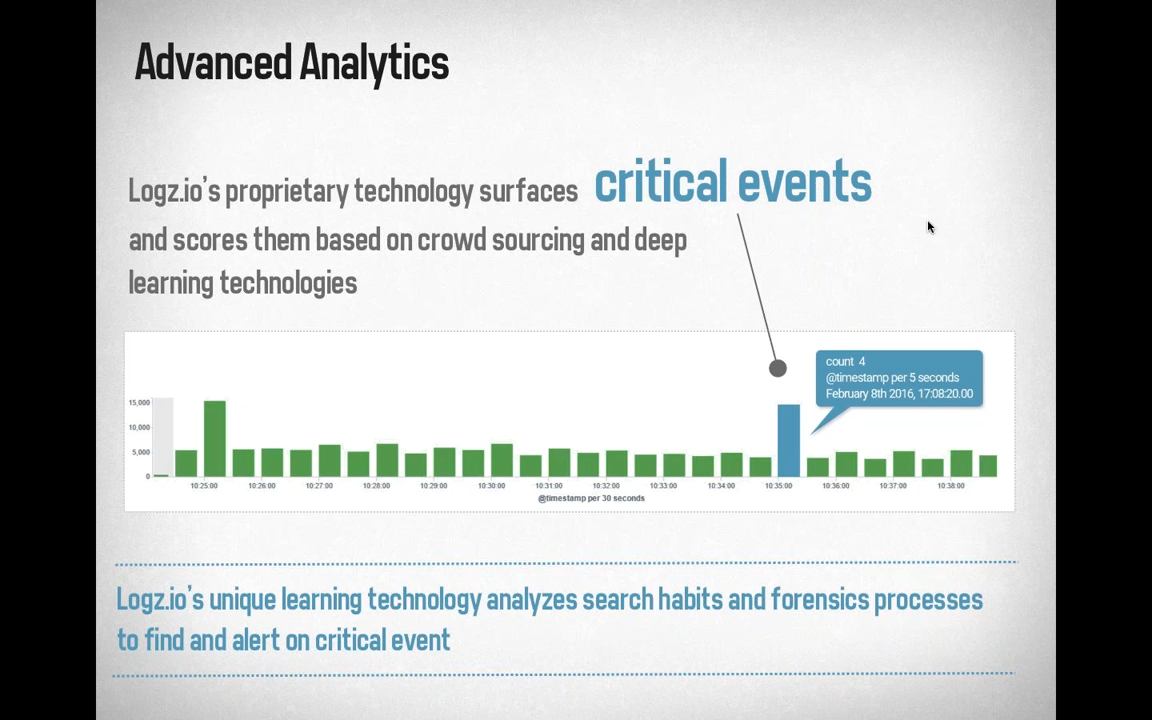 Advanced Analytics
Logz.io's proprietary technology surfaces critical events
and scores them based on crowd sourcing and deep
learning technologies
count 4
@timestamp per 5 seconds
February 8th 2016, 17:08:20.00
15,000
10,000
5,000
0
10:25:00 10:26:00 10:27:00 10:28:00 10:29:00 10:30:00 10:31:00 10:32:00 10:33:00 10:34:00 10:35:00 10:36:00 10:37:00 10:38:00
@timestamp per 30 seconds
Logz.io's unique learning technology analyzes search habits and forensics processes
to find and alert on critical event